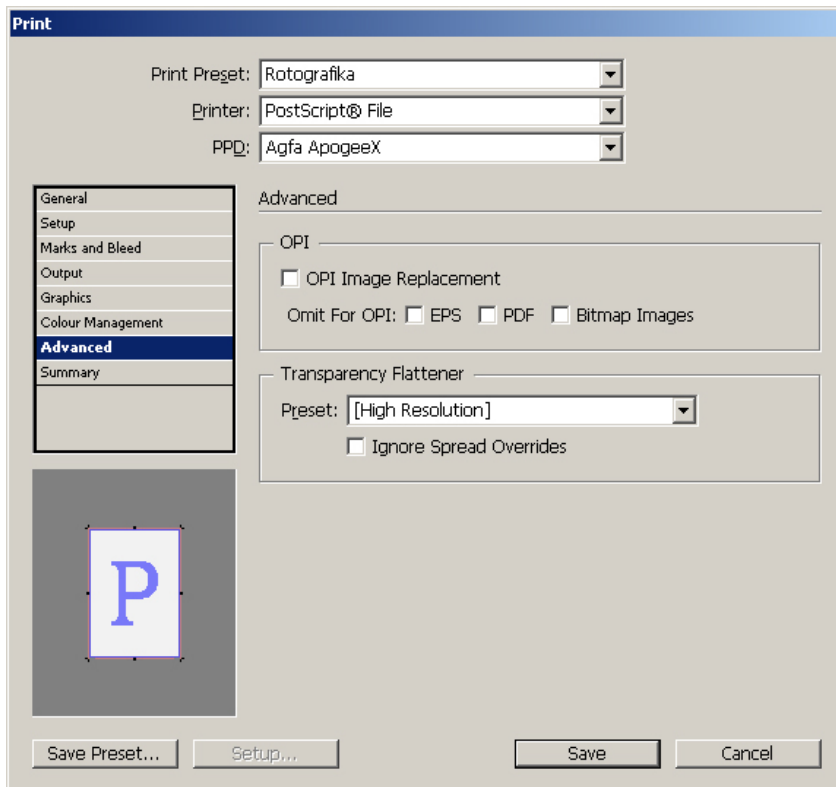 Print
Print Preset: Rotografika
Printer: PostScript® File
PPD: Agfa ApogeeX
General
Setup
Marks and Bleed
Output
Graphics
Colour Management
Advanced
Summary
Advanced
OPI
OPI Image Replacement
Omit For OPI: EPS PDF Bitmap Images
Transparency Flattener
Preset: [High Resolution]
Ignore Spread Overrides
P
Save Preset... Setup... Save Cancel